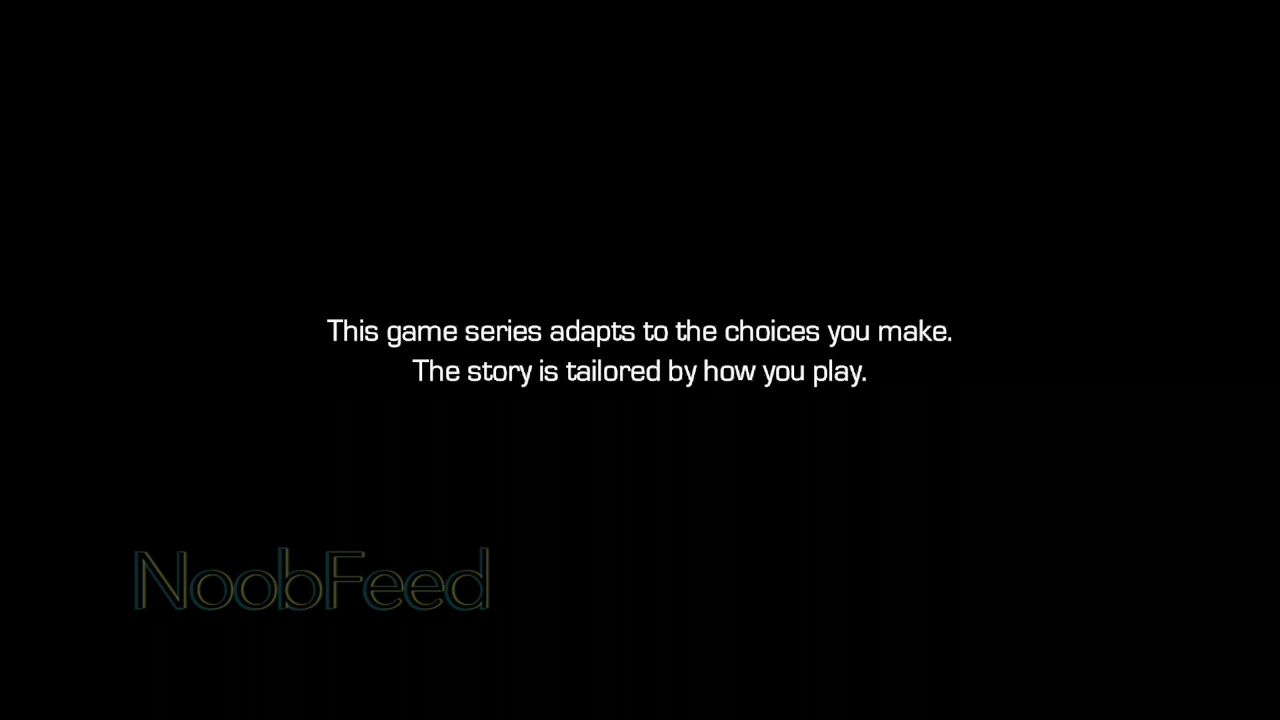 This game series adapts to the choices you make.
The story is tailored by how you play.
NoobFeed